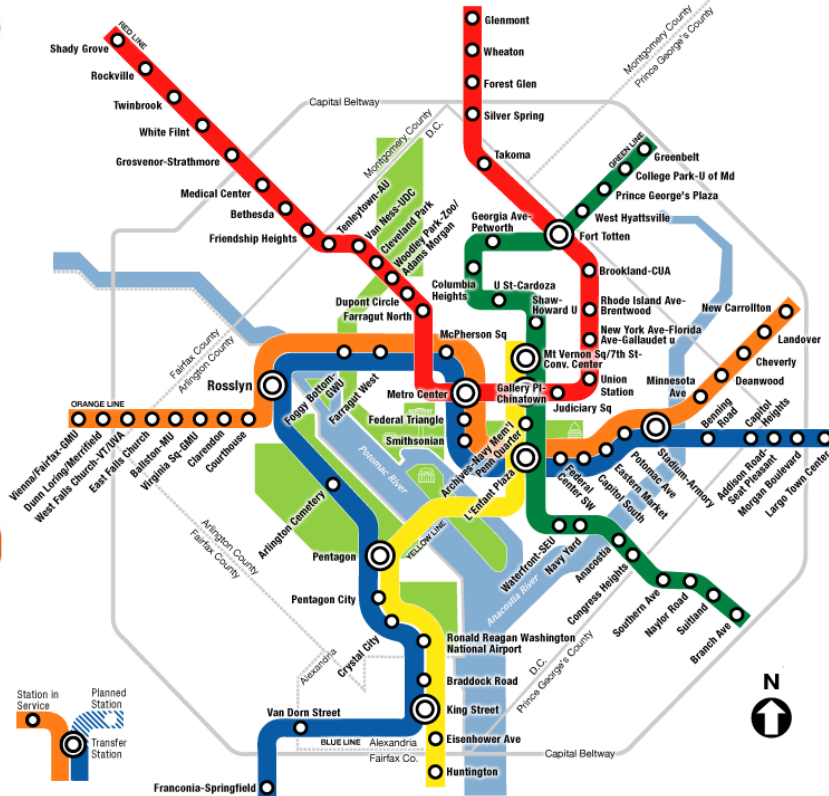 RED LINE
Shady Grove
Rockville
Twinbrook
White Flint
Grosvenor-Strathmore
Medical Center
Bethesda
Friendship Heights
Tenleytown-AU
Van Ness-UDC
Cleveland Park
Woodley Park-Zoo/
Adams Morgan
Dupont Circle
Farragut North
Capital Beltway
Montgomery County
D.C.
Glenmont
Wheaton
Forest Glen
Silver Spring
Takoma
Montgomery County
Prince George's County
GREEN LINE
Greenbelt
College Park-U of Md
Prince George's Plaza
West Hyattsville
Fort Totten
Georgia Ave-
Petworth
Columbia
Heights
U St-Cardoza
Shaw-
Howard U
Brookland-CUA
Rhode Island Ave-
Brentwood
New York Ave-Florida
Ave-Gallaudet u
Union
Station
Judiciary Sq
Mt Vernon Sq/7th St-
Conv. Center
Gallery Pl-
Chinatown
McPherson Sq
Metro Center
Federal Triangle
Smithsonian
Fairfax County
Arlington County
Rosslyn
Foggy Bottom-
GWU
Farragut West
ORANGE LINE
Vienna/Fairfax-GMU
Dunn Loring/Merrifield
West Falls Church VT/UVA
East Falls Church
Ballston-MU
Virginia Sq-GMU
Clarendon
Courthouse
New Carrollton
Landover
Cheverly
Deanwood
Minnesota
Ave
Benning
Road
Capitol
Heights
Addison Road-
Seat Pleasant
Morgan Boulevard
Largo Town Center
Stadium-Armory
Potomac Ave
Eastern Market
Capitol South
Federal
Center SW
Archives-Navy Mem'l
Penn Quarter
L'Enfant Plaza
Potomac River
Arlington Cemetery
Arlington County
Fairfax County
Pentagon
YELLOW LINE
Pentagon City
Crystal City
Waterfront-SEU
Navy Yard
Anacostia
Congress Heights
Southern Ave
Naylor Road
Suitland
Branch Ave
Anacostia River
D.C.
Prince George's County
Ronald Reagan Washington
National Airport
Braddock Road
King Street
Eisenhower Ave
Huntington
Alexandria
Van Dorn Street
BLUE LINE
Alexandria
Fairfax Co.
Franconia-Springfield
Capital Beltway
Station in
Service
Planned
Station
Transfer
Station
N